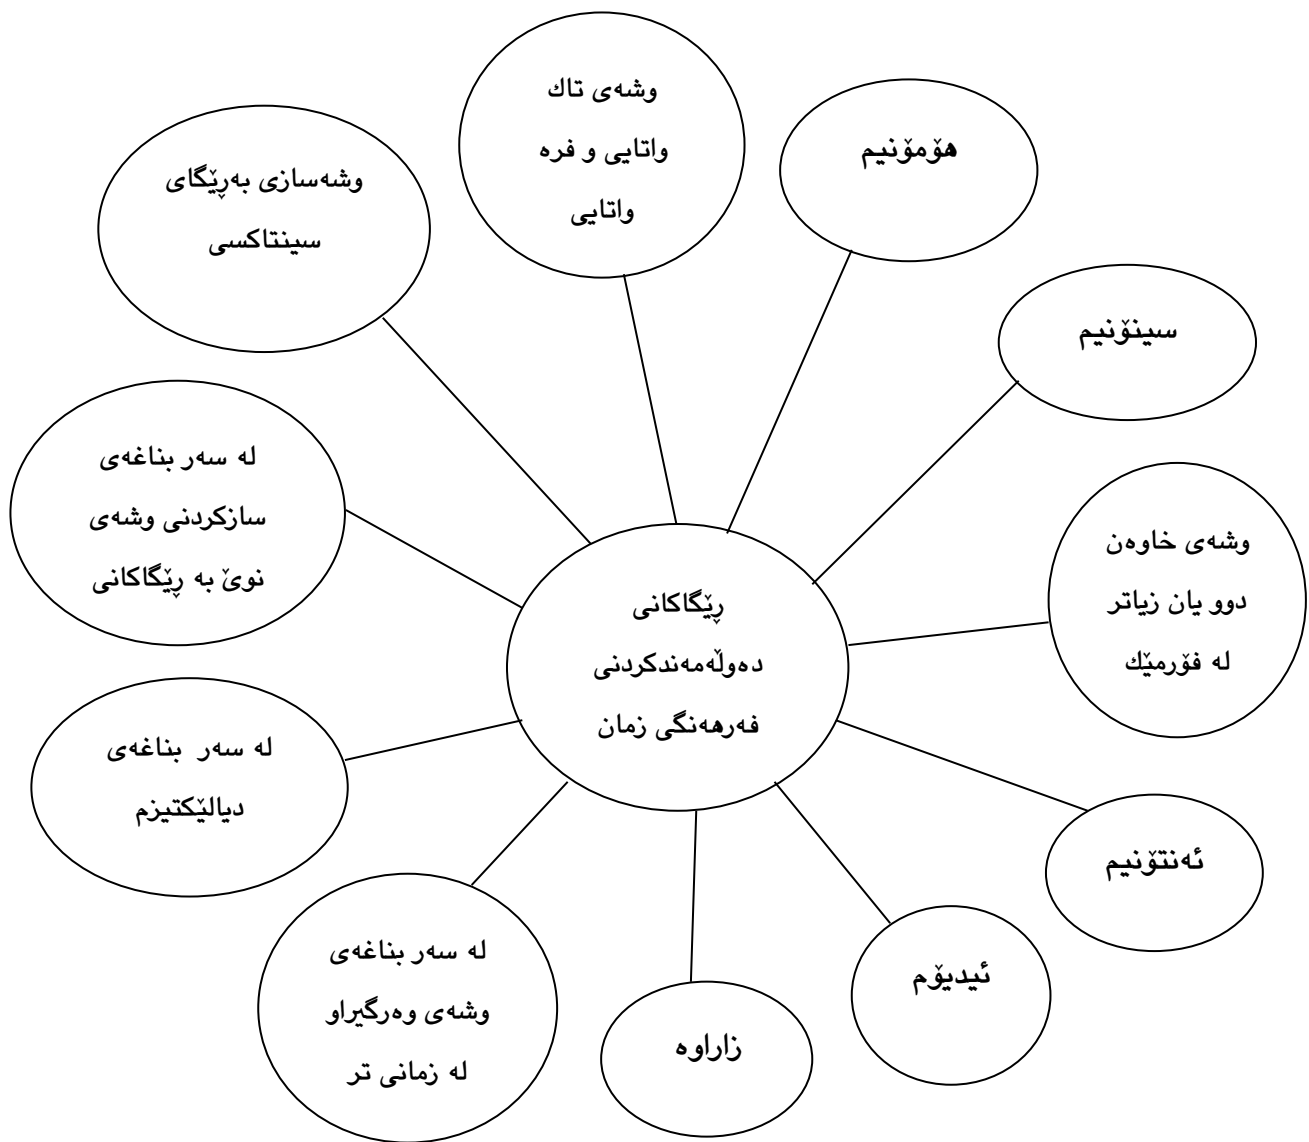 وشەی تاك
واتایی و فرە
واتایی
هۆمۆنیم
وشەسازی بەڕێگای
سینتاکسی
سینۆنیم
لە سەر بناغەی
سازکردنی وشەی
نوێ بە ڕێگاکانی
وشەی خاوەن
دوو یان زیاتر
لە فۆرمێك
ڕێگاکانی
دەوڵەمەندکردنی
فەرهەنگی زمان
لە سەر بناغەی
دیالێکتیزم
ئەنتۆنیم
لە سەر بناغەی
وشەی وەرگیراو
لە زمانی تر
ئیدیۆم
زاراوە